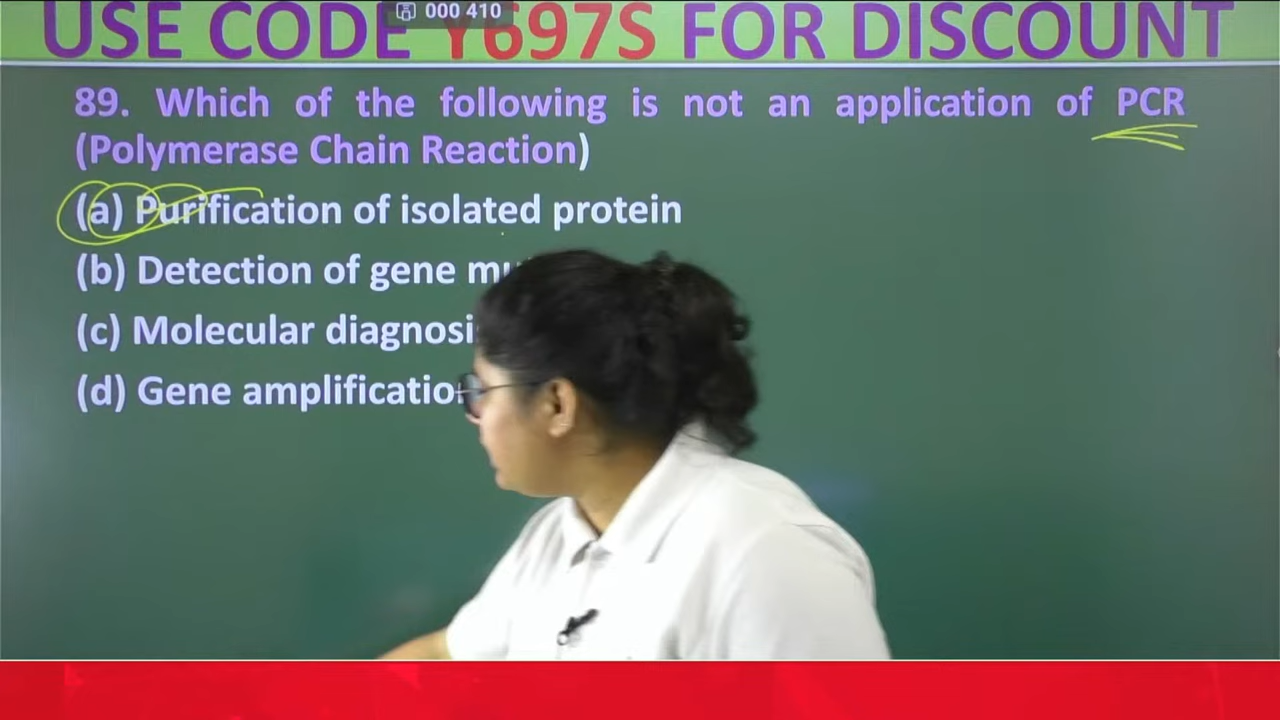 USE CODE Y697S FOR DISCOUNT
000 410
89. Which of the following is not an application of PCR
(Polymerase Chain Reaction)
(a) Purification of isolated protein
(b) Detection of gene
(c) Molecular
(d) Gene